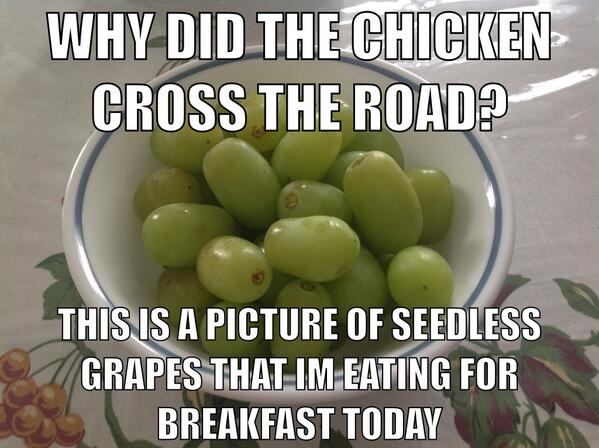 WHY DID THE CHICKEN
CROSS THE ROAD?
THIS IS A PICTURE OF SEEDLESS
GRAPES THAT IM EATING FOR
BREAKFAST TODAY